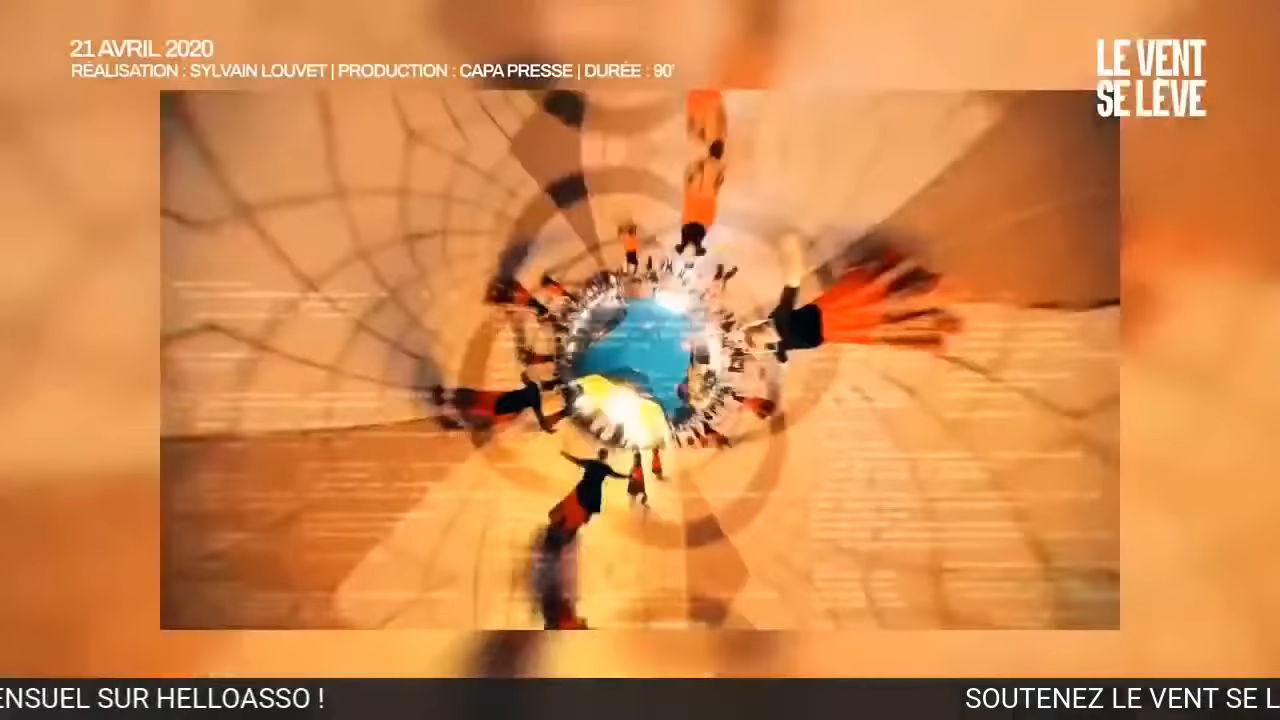 21 AVRIL 2020
RÉALISATION : SYLVAIN LOUVET | PRODUCTION : CAPA PRESSE | DURÉE : 90'
LE VENT
SE LÈVE
ENSUEL SUR HELLOASSO !
SOUTENEZ LE VENT SE L